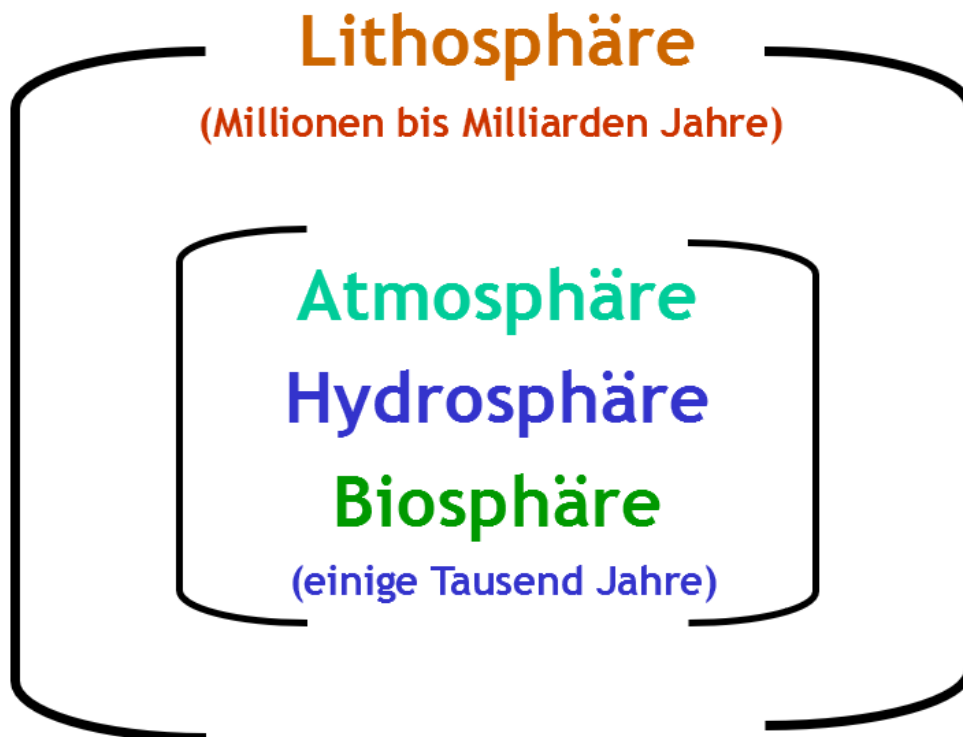 Lithosphäre
(Millionen bis Milliarden Jahre)
Atmosphäre
Hydrosphäre
Biosphäre
(einige Tausend Jahre)